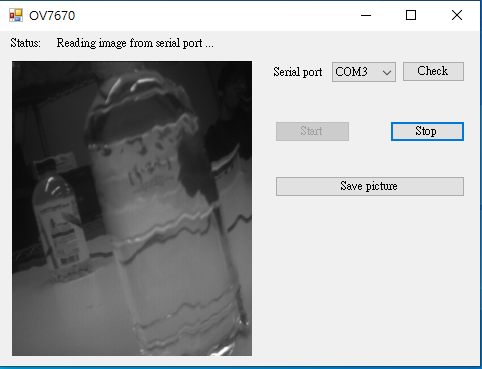 OV7670
Status: Reading image from serial port ...
Serial port COM3 Check
Start Stop
Save picture